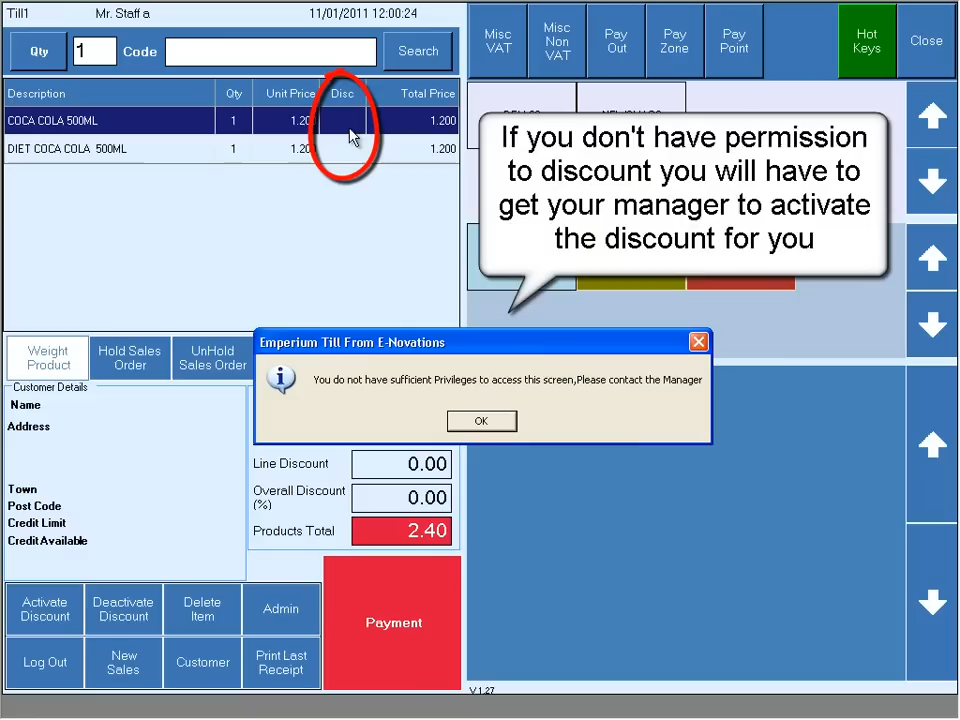 Till1 Mr. Staff a 11/01/2011 12:00:24
Qty 1 Code Search
Misc VAT
Misc Non VAT
Pay Out
Pay Zone
Pay Point
Hot Keys
Close
Description Qty Unit Price Disc Total Price
COCA COLA 500ML 1 1.200 1.200
DIET COCA COLA 500ML 1 1.200 1.200
If you don't have permission
to discount you will have to
get your manager to activate
the discount for you
Emperium Till From E-Novations
You do not have sufficient Privileges to access this screen,Please contact the Manager
OK
Weight Product
Hold Sales Order
UnHold Sales Order
Customer Details
Name
Address
Town
Post Code
Credit Limit
CreditAvailable
Line Discount 0.00
Overall Discount (%) 0.00
Products Total 2.40
Activate Discount
Deactivate Discount
Delete Item
Admin
Payment
Log Out
New Sales
Customer
Print Last Receipt
V 1.27